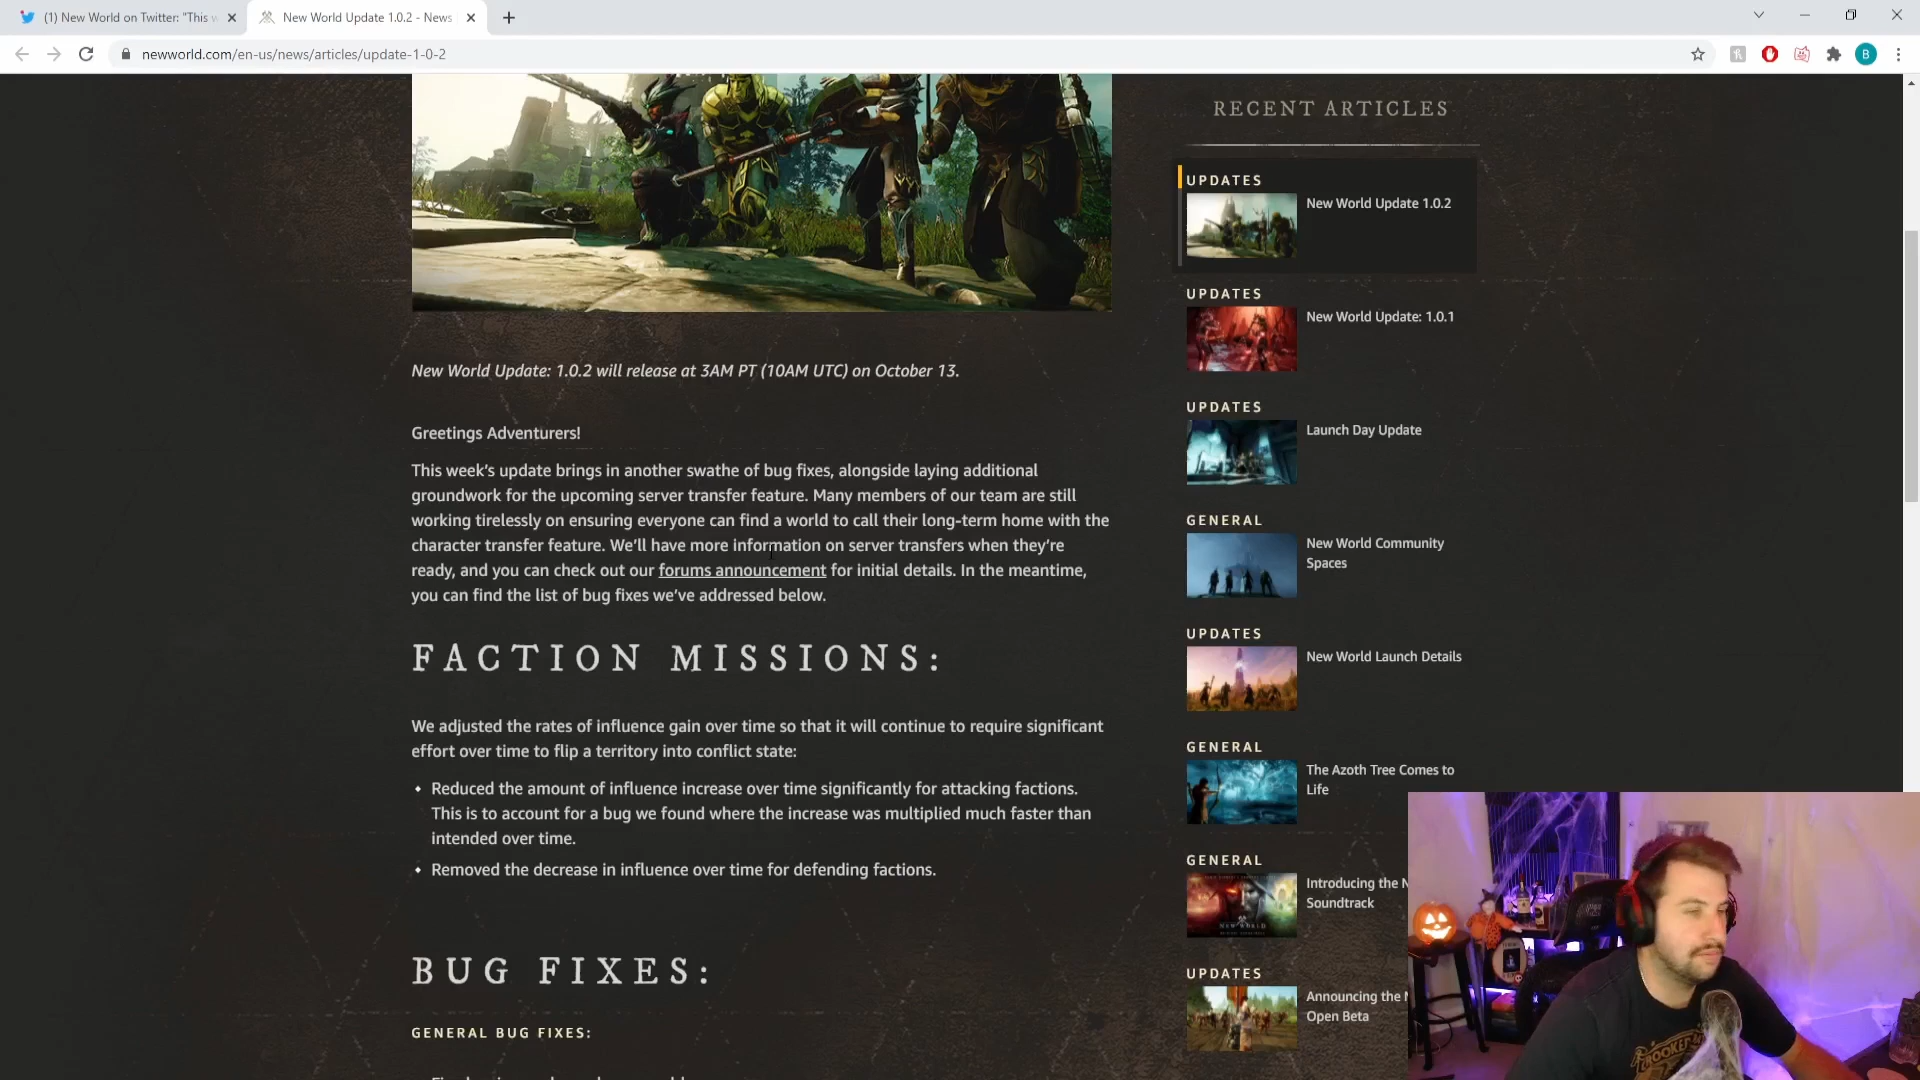 (1) New World on Twitter: "This w
New World Update 1.0.2 - News
newworld.com/en-us/news/articles/update-1-0-2
B
RECENT ARTICLES
UPDATES
New World Update 1.0.2
UPDATES
New World Update: 1.0.1
UPDATES
Launch Day Update
GENERAL
New World Community
Spaces
UPDATES
New World Launch Details
GENERAL
The Azoth Tree Comes to
Life
GENERAL
Introducing the N
Soundtrack
NEW WORLD
UPDATES
Announcing the N
Open Beta
New World Update: 1.0.2 will release at 3AM PT (10AM UTC) on October 13.
Greetings Adventurers!
This week's update brings in another swathe of bug fixes, alongside laying additional
groundwork for the upcoming server transfer feature. Many members of our team are still
working tirelessly on ensuring everyone can find a world to call their long-term home with the
character transfer feature. We'll have more information on server transfers when they're
ready, and you can check out our forums announcement for initial details. In the meantime,
you can find the list of bug fixes we've addressed below.
FACTION MISSIONS:
We adjusted the rates of influence gain over time so that it will continue to require significant
effort over time to flip a territory into conflict state:
• Reduced the amount of influence increase over time significantly for attacking factions.
This is to account for a bug we found where the increase was multiplied much faster than
intended over time.
• Removed the decrease in influence over time for defending factions.
BUG FIXES:
GENERAL BUG FIXES: